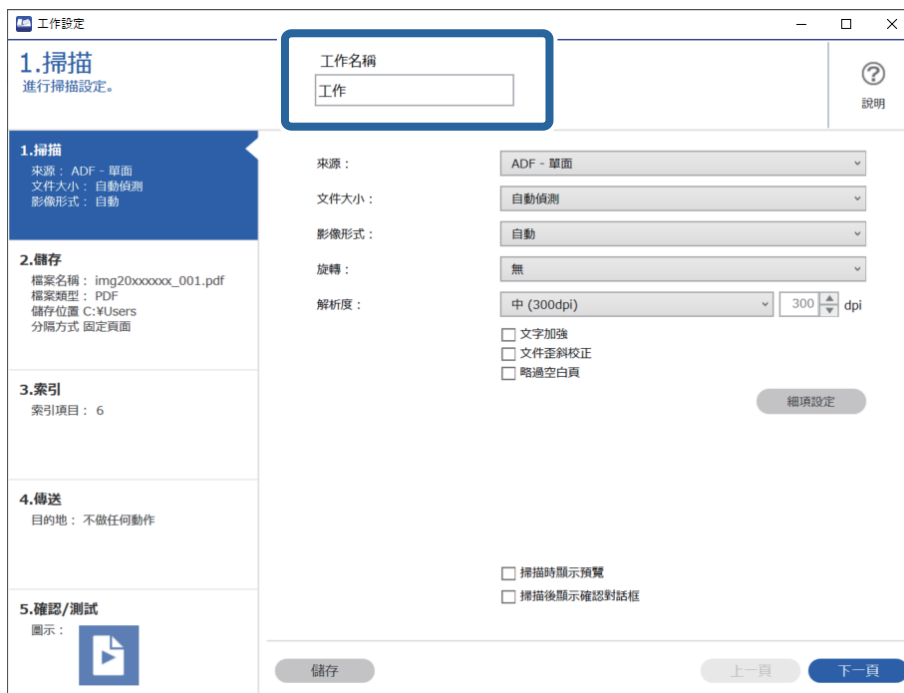 工作設定
1.掃描
進行掃描設定。
工作名稱
工作
說明
1.掃描
來源： ADF - 單面
文件大小： 自動偵測
影像形式： 自動
2.儲存
檔案名稱： img20xxxxxx_001.pdf
檔案類型： PDF
儲存位置 C:¥Users
分隔方式 固定頁面
3.索引
索引項目： 6
4.傳送
目的地： 不做任何動作
5.確認/測試
圖示：
來源： ADF - 單面
文件大小： 自動偵測
影像形式： 自動
旋轉： 無
解析度： 中 (300dpi) 300 dpi
文字加強
文件歪斜校正
略過空白頁
細項設定
掃描時顯示預覽
掃描後顯示確認對話框
儲存 上一頁 下一頁